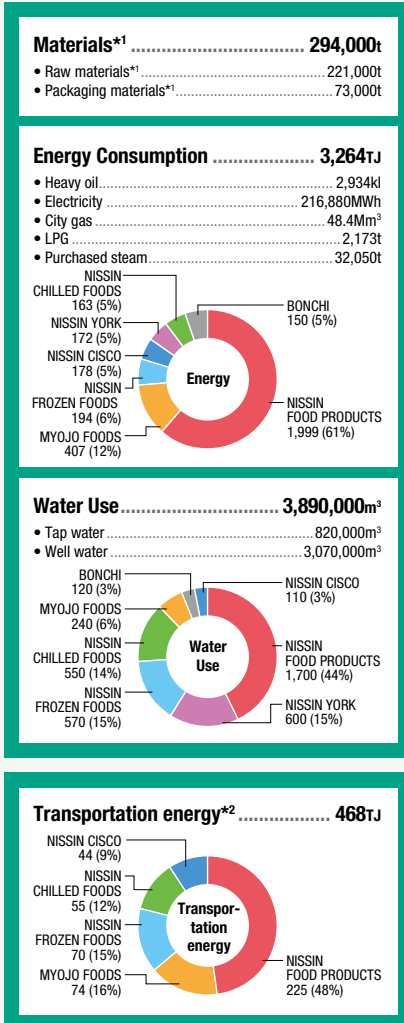 Materials*1 ................................ 294,000t
• Raw materials*1 ................................ 221,000t
• Packaging materials*1 ................................ 73,000t
Energy Consumption ................... 3,264TJ
• Heavy oil ................................ 2,934kl
• Electricity ................................ 216,880MWh
• City gas ................................ 48.4Mm³
• LPG ................................ 2,173t
• Purchased steam ................................ 32,050t
NISSIN
CHILLED FOODS
163 (5%)
NISSIN YORK
172 (5%)
NISSIN CISCO
178 (5%)
NISSIN
FROZEN FOODS
194 (6%)
MYOJO FOODS
407 (12%)
Energy
BONCHI
150 (5%)
NISSIN
FOOD PRODUCTS
1,999 (61%)
Water Use ............................. 3,890,000m³
• Tap water ................................ 820,000m³
• Well water ................................ 3,070,000m³
BONCHI
120 (3%)
MYOJO FOODS
240 (6%)
NISSIN
CHILLED FOODS
550 (14%)
NISSIN
FROZEN FOODS
570 (15%)
Water
Use
NISSIN CISCO
110 (3%)
NISSIN
FOOD PRODUCTS
1,700 (44%)
NISSIN YORK
600 (15%)
Transportation energy*2 ................. 468TJ
NISSIN CISCO
44 (9%)
NISSIN
CHILLED FOODS
55 (12%)
NISSIN
FROZEN FOODS
70 (15%)
MYOJO FOODS
74 (16%)
Transpor-
tation
energy
NISSIN
FOOD PRODUCTS
225 (48%)